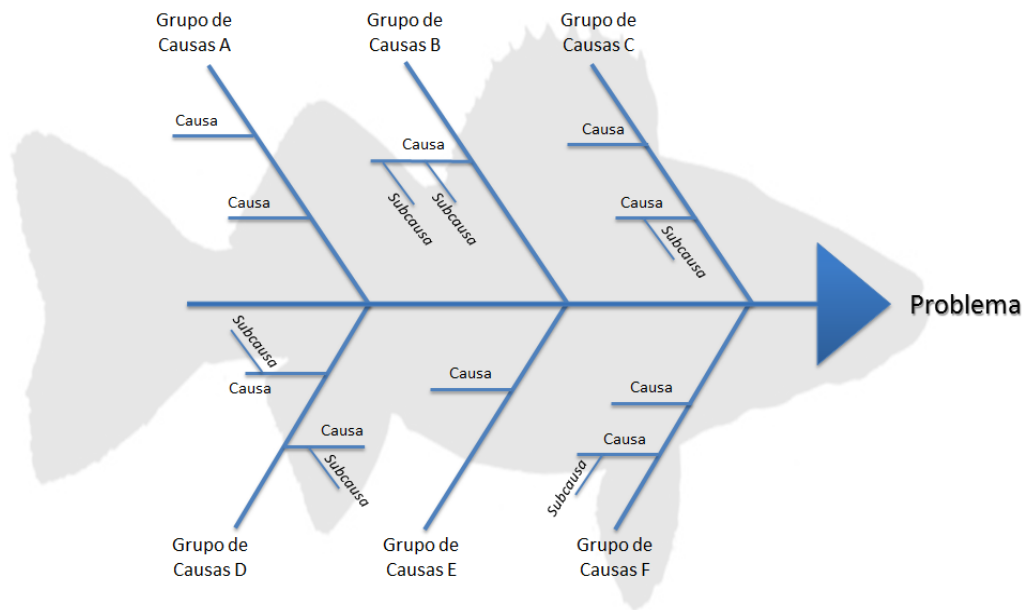 Grupo de
Causas A
Grupo de
Causas B
Grupo de
Causas C
Causa
Causa
Causa
Subcausa
Subcausa
Causa
Causa
Subcausa
Problema
Subcausa
Causa
Causa
Subcausa
Causa
Causa
Causa
Subcausa
Grupo de
Causas D
Grupo de
Causas E
Grupo de
Causas F